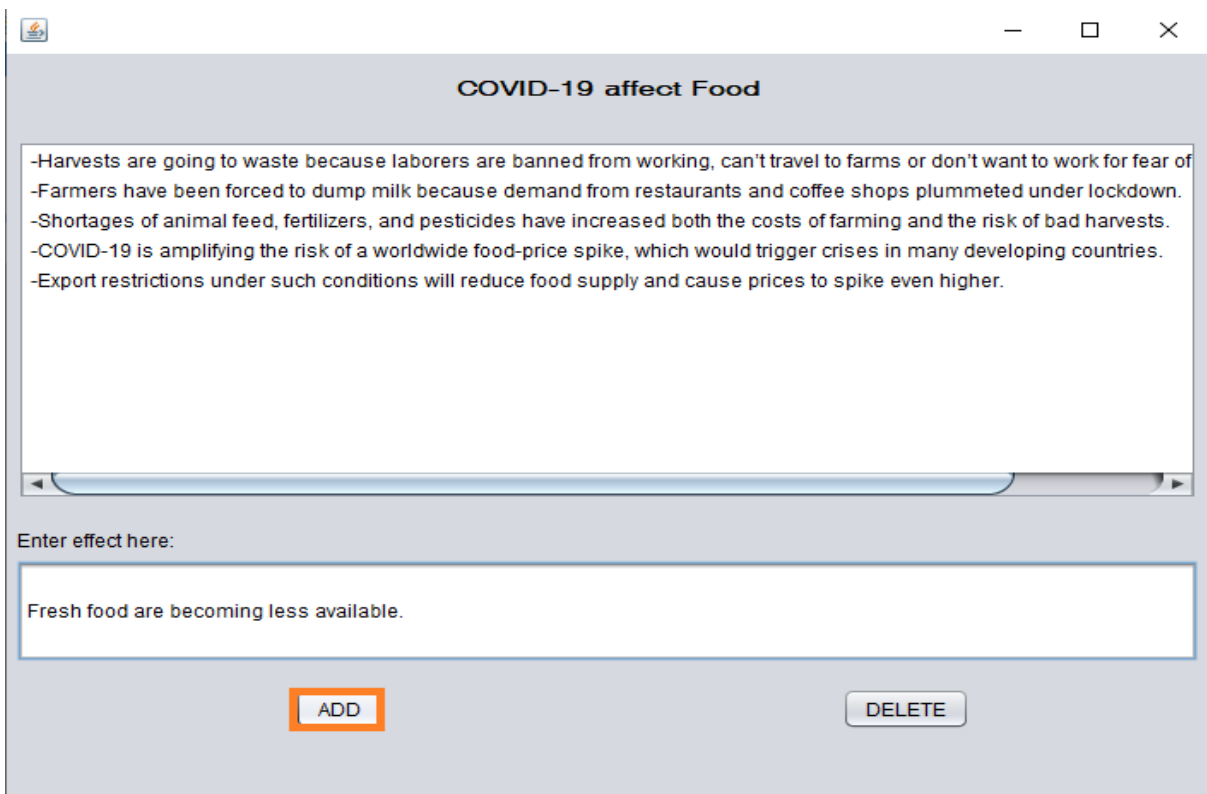 COVID-19 affect Food
-Harvests are going to waste because laborers are banned from working, can't travel to farms or don't want to work for fear of
-Farmers have been forced to dump milk because demand from restaurants and coffee shops plummeted under lockdown.
-Shortages of animal feed, fertilizers, and pesticides have increased both the costs of farming and the risk of bad harvests.
-COVID-19 is amplifying the risk of a worldwide food-price spike, which would trigger crises in many developing countries.
-Export restrictions under such conditions will reduce food supply and cause prices to spike even higher.
Enter effect here:
Fresh food are becoming less available.
ADD DELETE